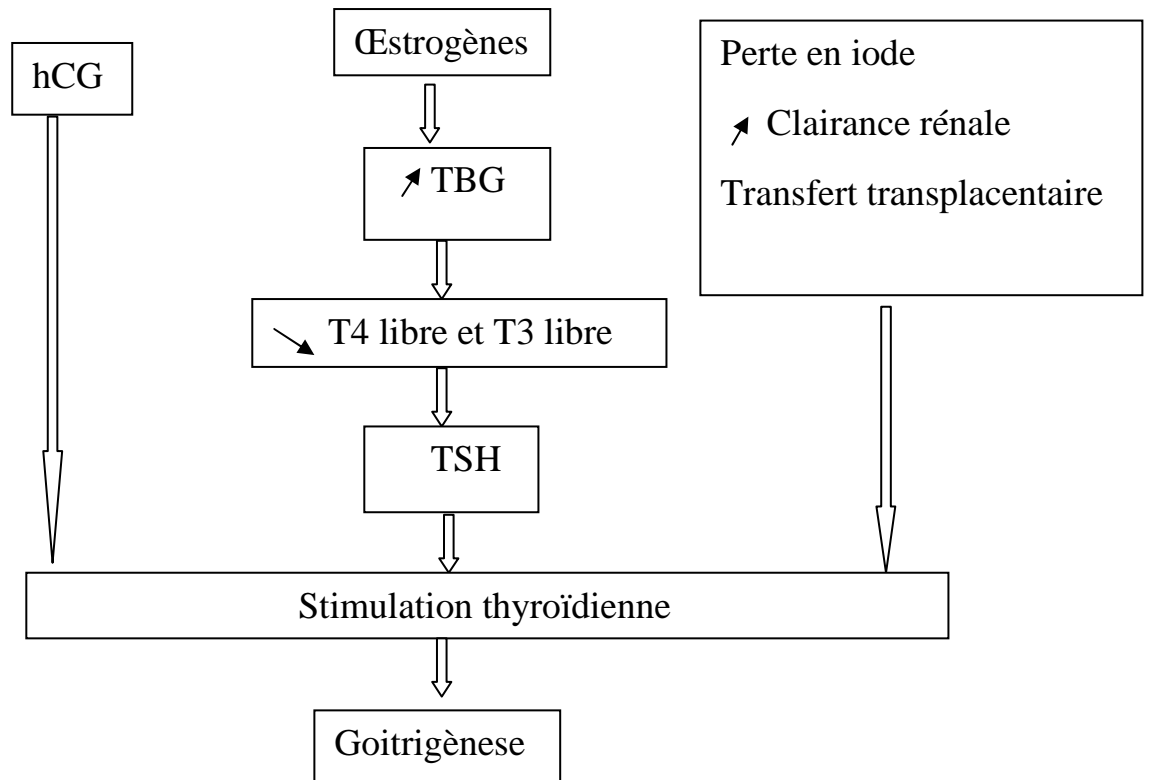 hCG
Œstrogènes
Perte en iode
Clairance rénale
Transfert transplacentaire
TBG
T4 libre et T3 libre
TSH
Stimulation thyroïdienne
Goitrigènese